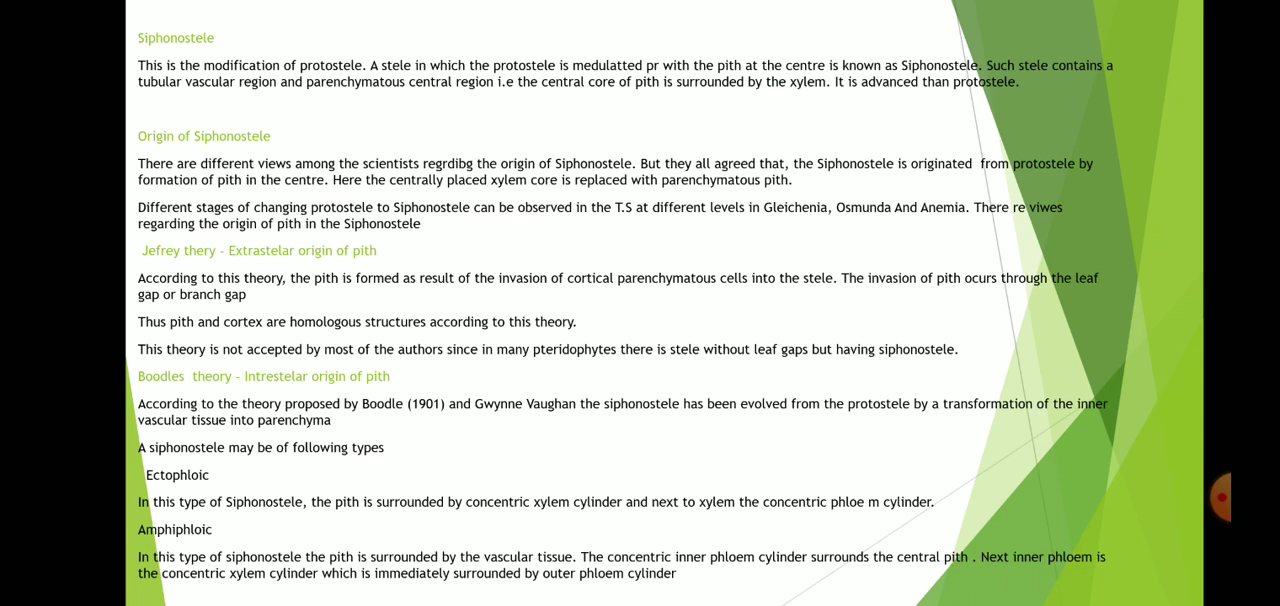 Siphonostele
This is the modification of protostele. A stele in which the protostele is medulatted pr with the pith at the centre is known as Siphonostele. Such stele contains a
tubular vascular region and parenchymatous central region i.e the central core of pith is surrounded by the xylem. It is advanced than protostele.
Origin of Siphonostele
There are different views among the scientists regrdibg the origin of Siphonostele. But they all agreed that, the Siphonostele is originated from protostele by
formation of pith in the centre. Here the centrally placed xylem core is replaced with parenchymatous pith.
Different stages of changing protostele to Siphonostele can be observed in the T.S at different levels in Gleichenia, Osmunda And Anemia. There re viwes
regarding the origin of pith in the Siphonostele
Jefrey thery - Extrastelar origin of pith
According to this theory, the pith is formed as result of the invasion of cortical parenchymatous cells into the stele. The invasion of pith ocurs through the leaf
gap or branch gap
Thus pith and cortex are homologous structures according to this theory.
This theory is not accepted by most of the authors since in many pteridophytes there is stele without leaf gaps but having siphonostele.
Boodles theory - Intrestelar origin of pith
According to the theory proposed by Boodle (1901) and Gwynne Vaughan the siphonostele has been evolved from the protostele by a transformation of the inner
vascular tissue into parenchyma
A siphonostele may be of following types
Ectophloic
In this type of Siphonostele, the pith is surrounded by concentric xylem cylinder and next to xylem the concentric phloe m cylinder.
Amphiphloic
In this type of siphonostele the pith is surrounded by the vascular tissue. The concentric inner phloem cylinder surrounds the central pith . Next inner phloem is
the concentric xylem cylinder which is immediately surrounded by outer phloem cylinder